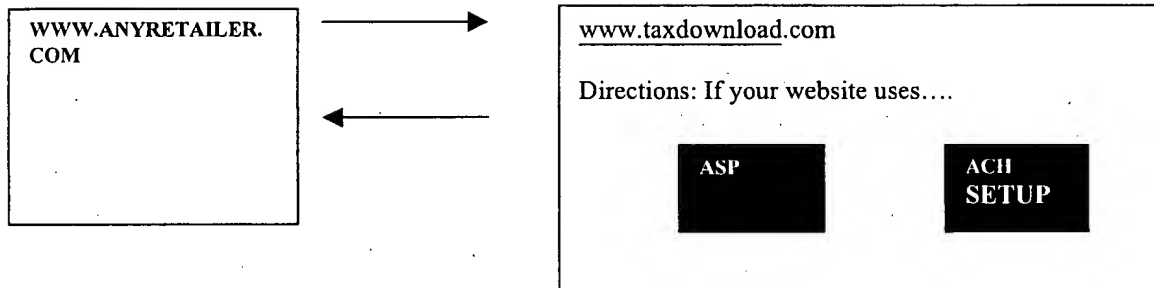 WWW.ANYRETAILER.
COM
www.taxdownload.com
Directions: If your website uses....
ASP
ACH
SETUP